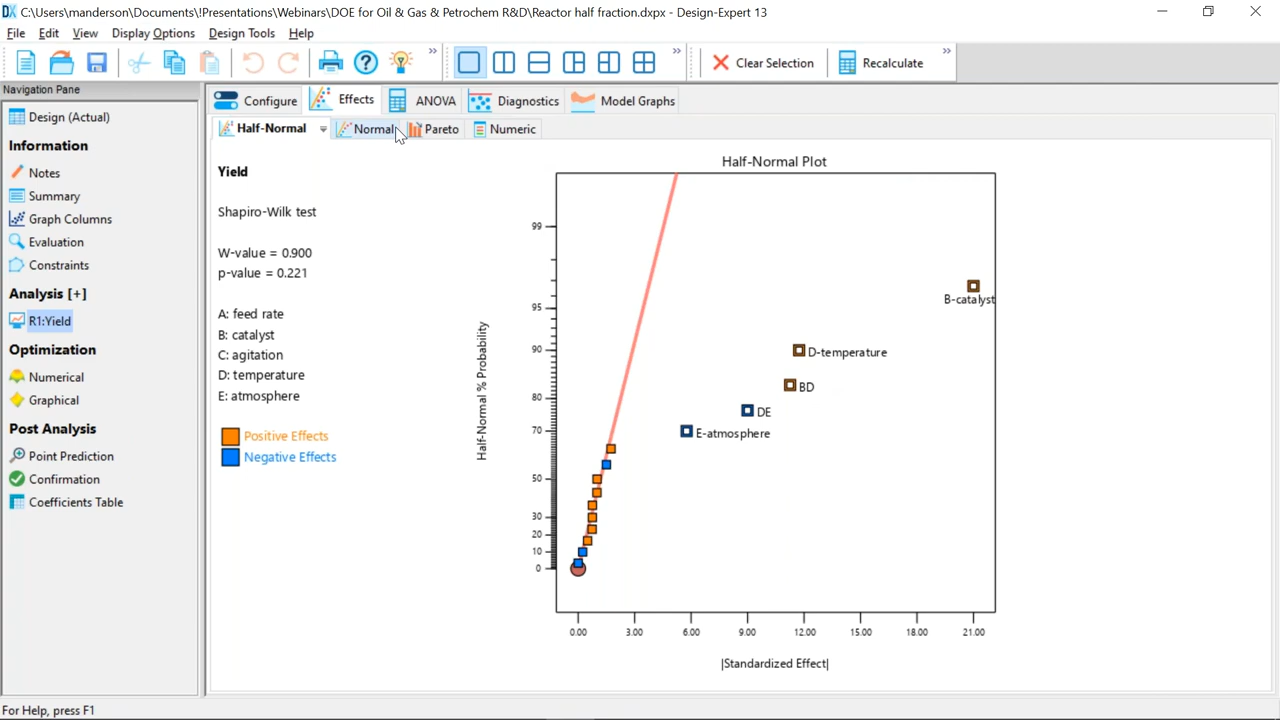 DX C:\Users\manderson\Documents\!Presentations\Webinars\DOE for Oil & Gas & Petrochem R&D\Reactor half fraction.dxpx - Design-Expert 13
File Edit View Display Options Design Tools Help
Clear Selection Recalculate
Navigation Pane
Design (Actual)
Information
Notes
Summary
Graph Columns
Evaluation
Constraints
Analysis [+]
R1:Yield
Optimization
Numerical
Graphical
Post Analysis
Point Prediction
Confirmation
Coefficients Table
Configure Effects ANOVA Diagnostics Model Graphs
Half-Normal Normal Pareto Numeric
Yield
Shapiro-Wilk test
W-value = 0.900
p-value = 0.221
A: feed rate
B: catalyst
C: agitation
D: temperature
E: atmosphere
Positive Effects
Negative Effects
Half-Normal Plot
Half-Normal % Probability
99
95
90
80
70
50
30
20
10
0
B-catalyst
D-temperature
BD
DE
E-atmosphere
0.00 3.00 6.00 9.00 12.00 15.00 18.00 21.00
|Standardized Effect|
For Help, press F1